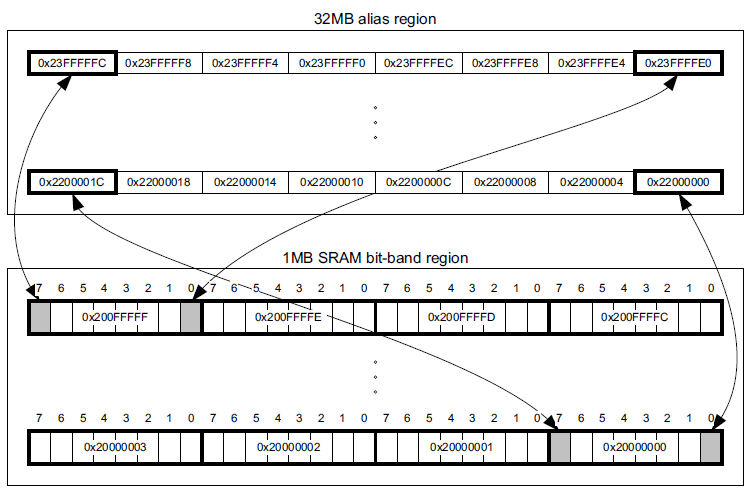 32MB alias region
0x23FFFFFC 0x23FFFFF8 0x23FFFFF4 0x23FFFFF0 0x23FFFFEC 0x23FFFFE8 0x23FFFFE4 0x23FFFFE0
0x2200001C 0x22000018 0x22000014 0x22000010 0x2200000C 0x22000008 0x22000004 0x22000000
1MB SRAM bit-band region
7 6 5 4 3 2 1 0 7 6 5 4 3 2 1 0 7 6 5 4 3 2 1 0 7 6 5 4 3 2 1 0
0x200FFFFF 0x200FFFFE 0x200FFFFD 0x200FFFFC
7 6 5 4 3 2 1 0 7 6 5 4 3 2 1 0 7 6 5 4 3 2 1 0 7 6 5 4 3 2 1 0
0x20000003 0x20000002 0x20000001 0x20000000